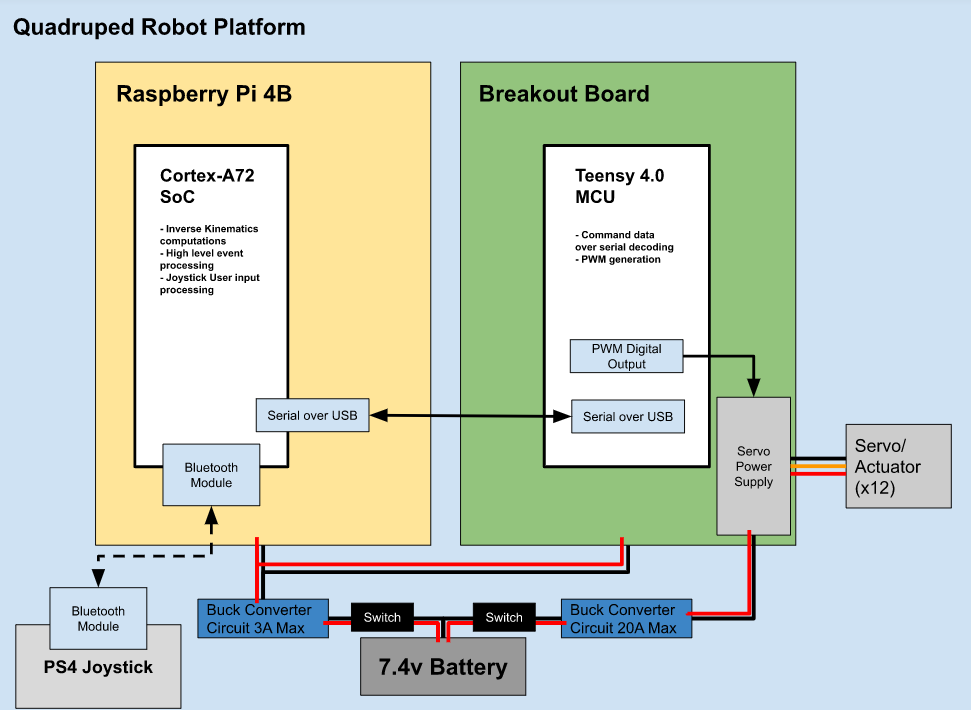 Quadruped Robot Platform
Raspberry Pi 4B
Cortex-A72
SoC
- Inverse Kinematics
computations
- High level event
processing
- Joystick User input
processing
Serial over USB
Bluetooth
Module
Breakout Board
Teensy 4.0
MCU
- Command data
over serial decoding
- PWM generation
PWM Digital
Output
Serial over USB
Servo
Power
Supply
Servo/
Actuator
(x12)
Bluetooth
Module
PS4 Joystick
Buck Converter
Circuit 3A Max
Switch
Switch
Buck Converter
Circuit 20A Max
7.4v Battery